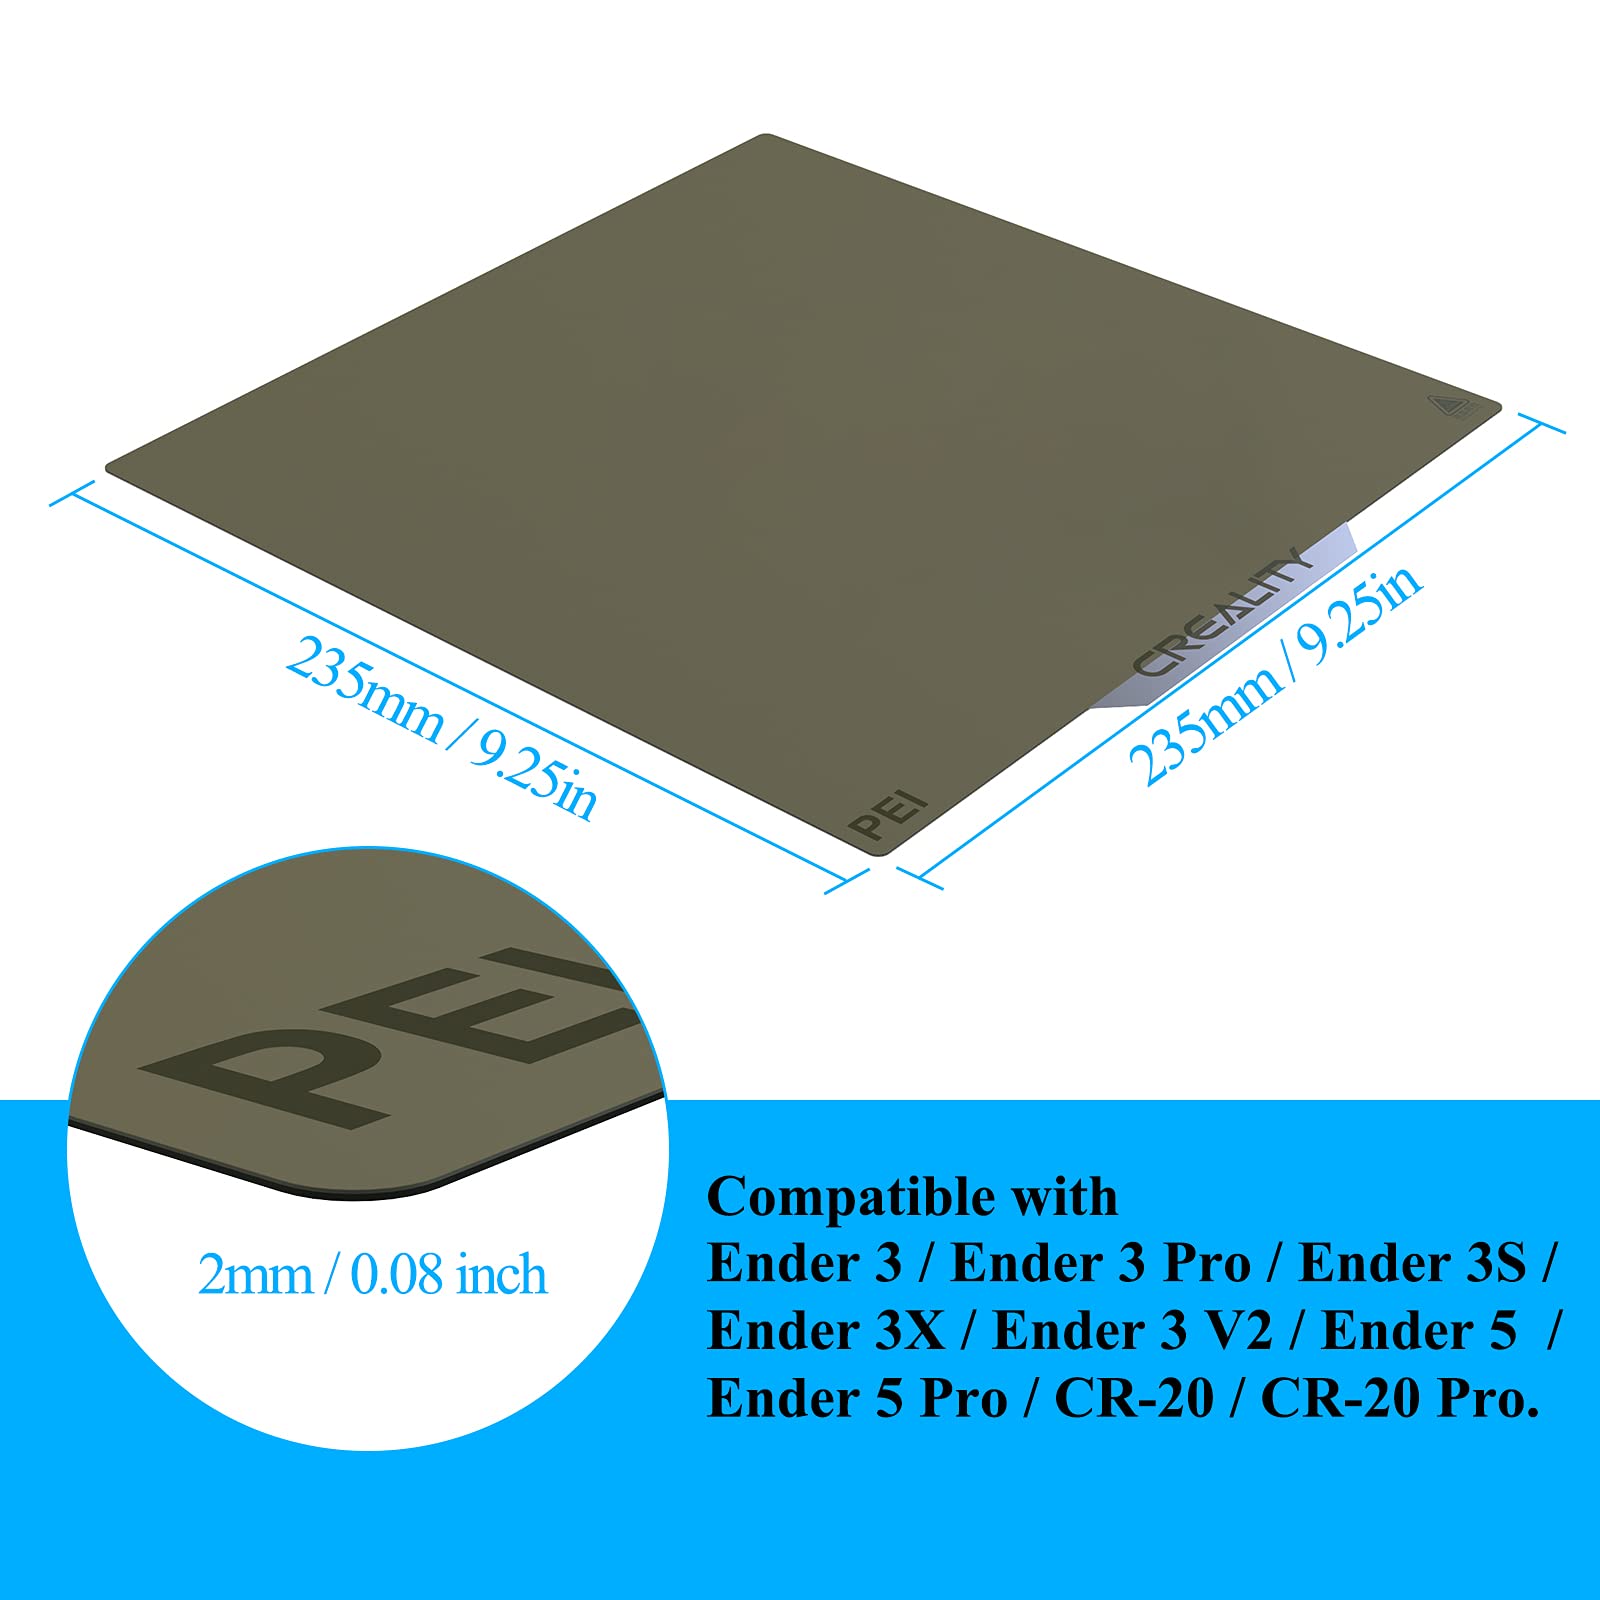 CREALITY
235mm / 9.25in
235mm / 9.25in
PEI
PEI
2mm / 0.08 inch
Compatible with
Ender 3 / Ender 3 Pro / Ender 3S /
Ender 3X / Ender 3 V2 / Ender 5 /
Ender 5 Pro / CR-20 / CR-20 Pro.